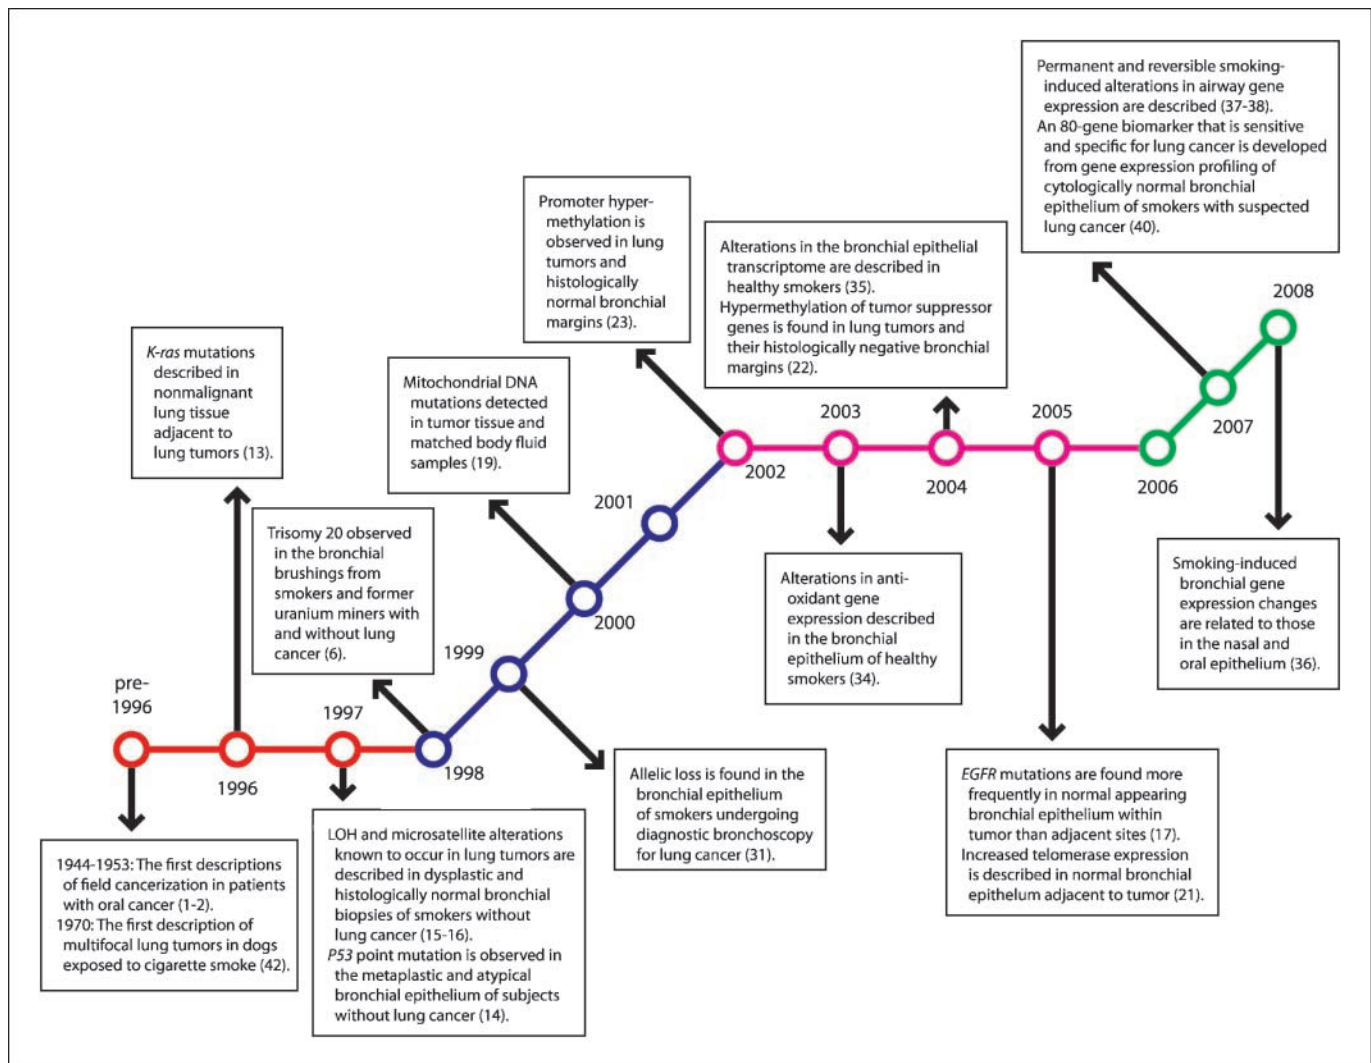 Permanent and reversible smoking-
induced alterations in airway gene
expression are described (37-38).
An 80-gene biomarker that is sensitive
and specific for lung cancer is developed
from gene expression profiling of
cytologically normal bronchial
epithelium of smokers with suspected
lung cancer (40).
Promoter hyper-
methylation is
observed in lung
tumors and
histologically
normal bronchial
margins (23).
Alterations in the bronchial epithelial
transcriptome are described in
healthy smokers (35).
Hypermethylation of tumor suppressor
genes is found in lung tumors and
their histologically negative bronchial
margins (22).
K-ras mutations
described in
nonmalignant
lung tissue
adjacent to
lung tumors (13).
Mitochondrial DNA
mutations detected
in tumor tissue and
matched body fluid
samples (19).
Trisomy 20 observed
in the bronchial
brushings from
smokers and former
uranium miners with
and without lung
cancer (6).
pre-
1996
1996
1997
1998
1999
2000
2001
2002
2003
2004
2005
2006
2007
2008
Alterations in anti-
oxidant gene
expression described
in the bronchial
epithelium of healthy
smokers (34).
Smoking-induced
bronchial gene
expression changes
are related to those
in the nasal and
oral epithelium (36).
1944-1953: The first descriptions
of field cancerization in patients
with oral cancer (1-2).
1970: The first description of
multifocal lung tumors in dogs
exposed to cigarette smoke (42).
LOH and microsatellite alterations
known to occur in lung tumors are
described in dysplastic and
histologically normal bronchial
biopsies of smokers without
lung cancer (15-16).
P53 point mutation is observed in
the metaplastic and atypical
bronchial epithelium of subjects
without lung cancer (14).
Allelic loss is found in the
bronchial epithelium
of smokers undergoing
diagnostic bronchoscopy
for lung cancer (31).
EGFR mutations are found more
frequently in normal appearing
bronchial epithelium within
tumor than adjacent sites (17).
Increased telomerase expression
is described in normal bronchial
epithelum adjacent to tumor (21).